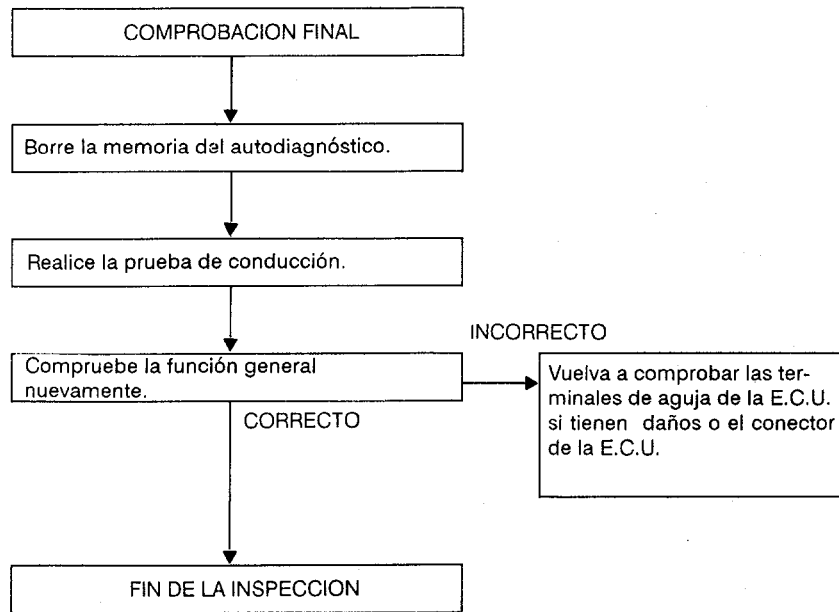 COMPROBACION FINAL
Borre la memoria del autodiagnóstico.
Realice la prueba de conducción.
INCORRECTO
Compruebe la función general
nuevamente.
Vuelva a comprobar las ter-
minales de aguja de la E.C.U.
si tienen daños o el conector
de la E.C.U.
CORRECTO
FIN DE LA INSPECCION